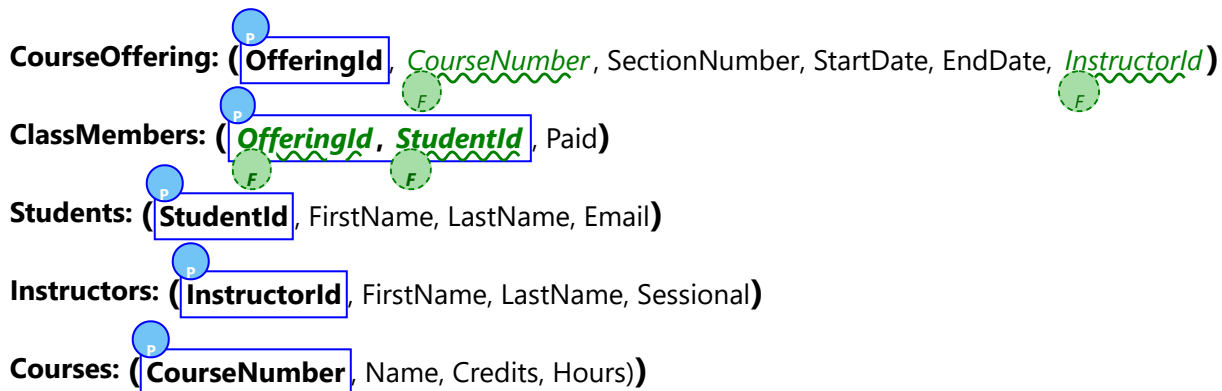 P
CourseOffering: (OfferingId, CourseNumber, SectionNumber, StartDate, EndDate, InstructorId)
F F
P
ClassMembers: (OfferingId, StudentId, Paid)
F F
P
Students: (StudentId, FirstName, LastName, Email)
P
Instructors: (InstructorId, FirstName, LastName, Sessional)
P
Courses: (CourseNumber, Name, Credits, Hours))